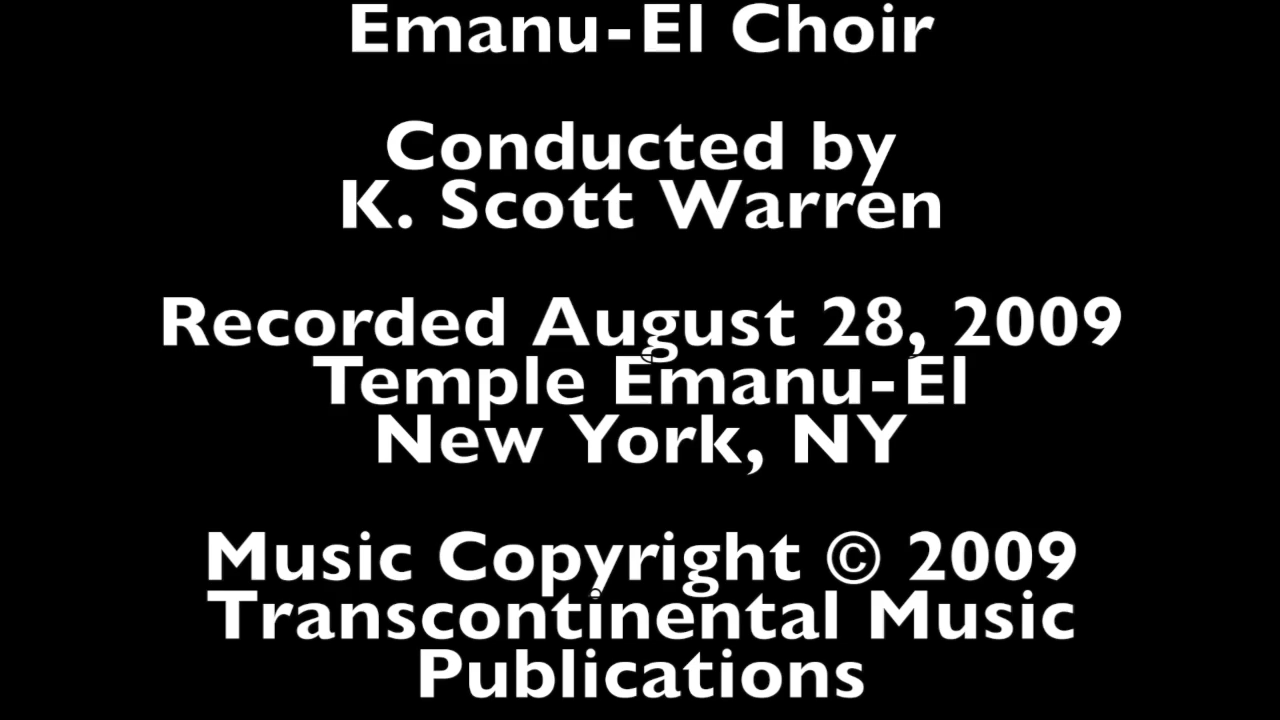 Emanu-El Choir
Conducted by
K. Scott Warren
Recorded August 28, 2009
Temple Emanu-El
New York, NY
Music Copyright © 2009
Transcontinental Music
Publications